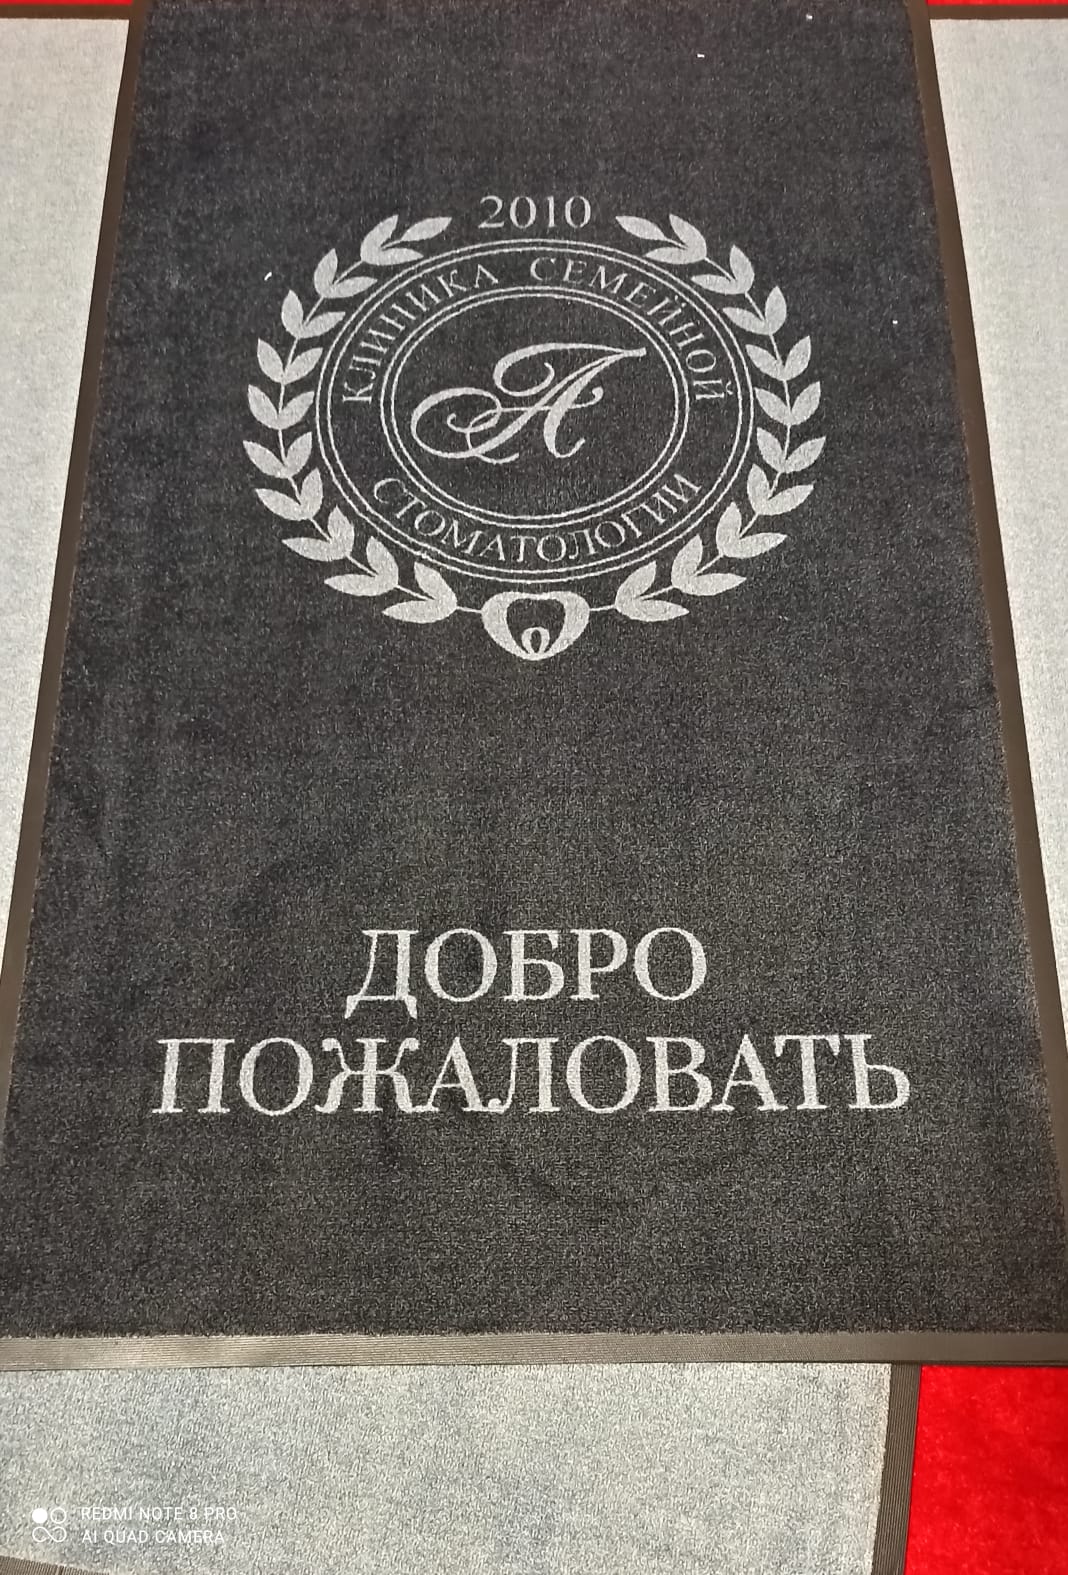 2010
КЛИНИКА СЕМЕЙНОЙ
А
СТОМАТОЛОГИИ
ДОБРО
ПОЖАЛОВАТЬ
REDMI NOTE 8 PRO
AI QUAD CAMERA